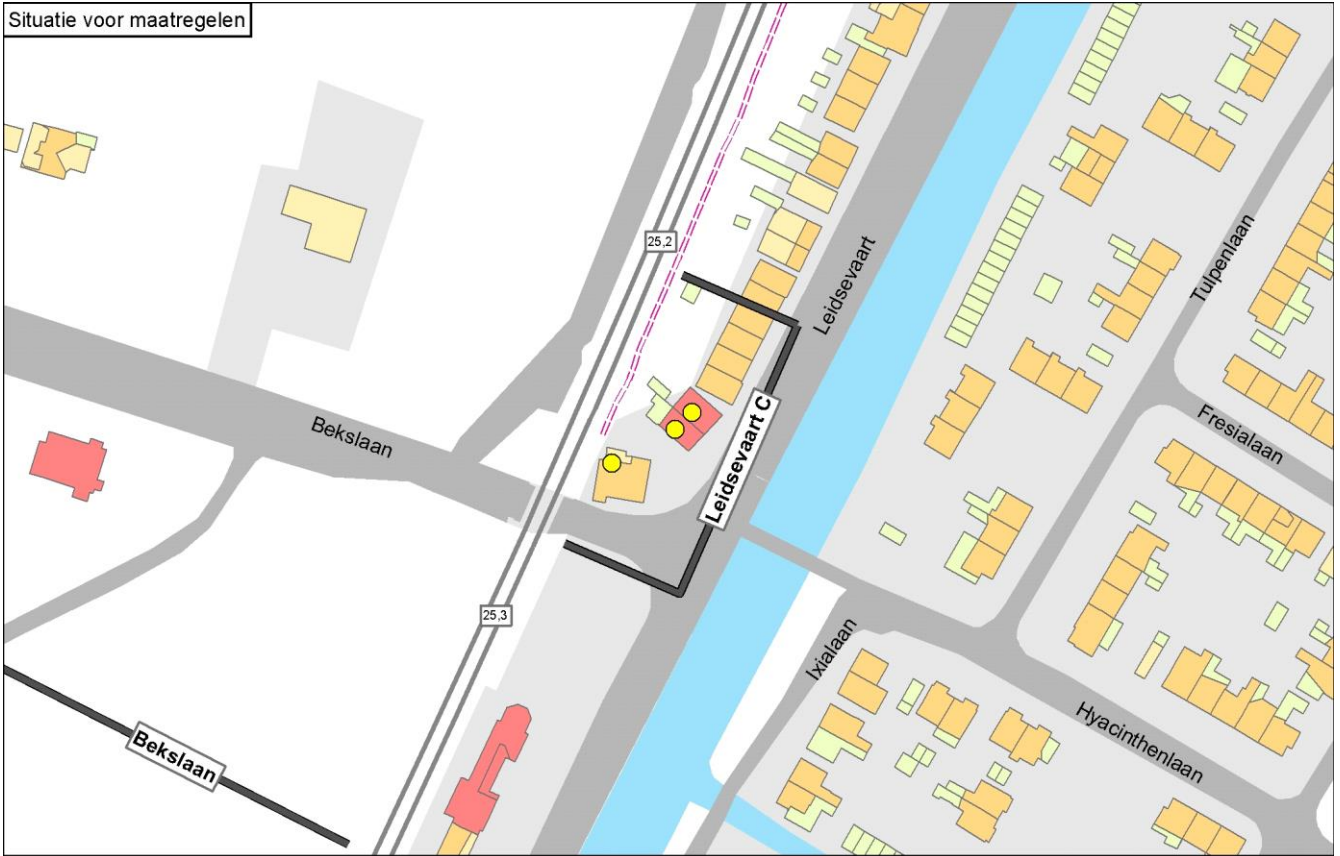 Situatie voor maatregelen
25,2
Leidsevaart
Tulpenlaan
Bekslaan
Leidsevaart C
Fresialaan
25,3
Ixialaan
Hyacinthenlaan
Bekslaan